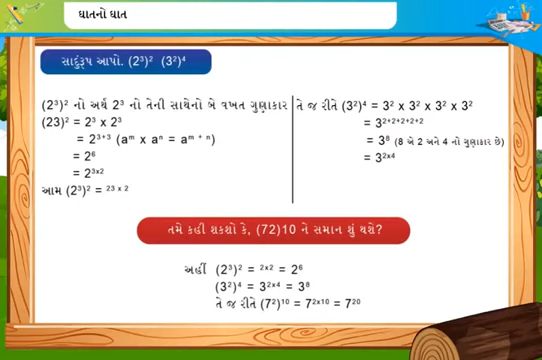 ઘાતનો ઘાત
સાદુંરૂપ આપો. (2³)² (3²)⁴
(2³)² નો અર્થ 2³ નો તેની સાથેનો બે વખત ગુણાકાર
(23)² = 2³ x 2³
= 2³⁺³ (aᵐ x aⁿ = aᵐ ⁺ ⁿ)
= 2⁶
= 2³ˣ²
આમ (2³)² = ²³ ˣ ²
તે જ રીતે (3²)⁴ = 3² x 3² x 3² x 3²
= 3²⁺²⁺²⁺²⁺²
= 3⁸ (8 એ 2 અને 4 નો ગુણાકાર છે)
= 3²ˣ⁴
તમે કહી શકશો કે, (72)10 ને સમાન શું થશે?
અહીં (2³)² = ²ˣ² = 2⁶
(3²)⁴ = 3²ˣ⁴ = 3⁸
તે જ રીતે (7²)¹⁰ = 7²ˣ¹⁰ = 7²⁰